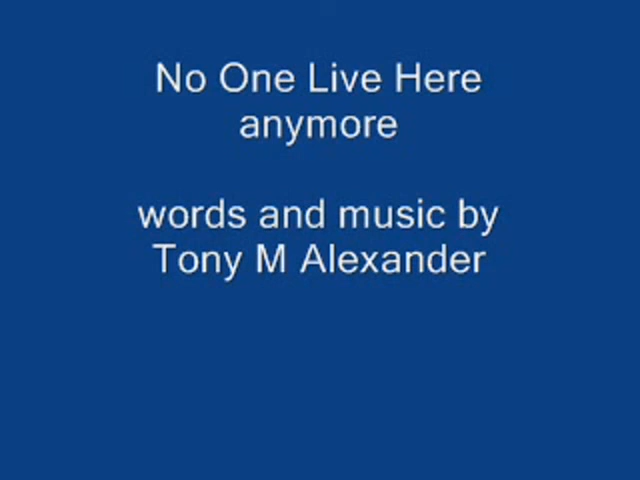 No One Live Here
anymore
words and music by
Tony M Alexander